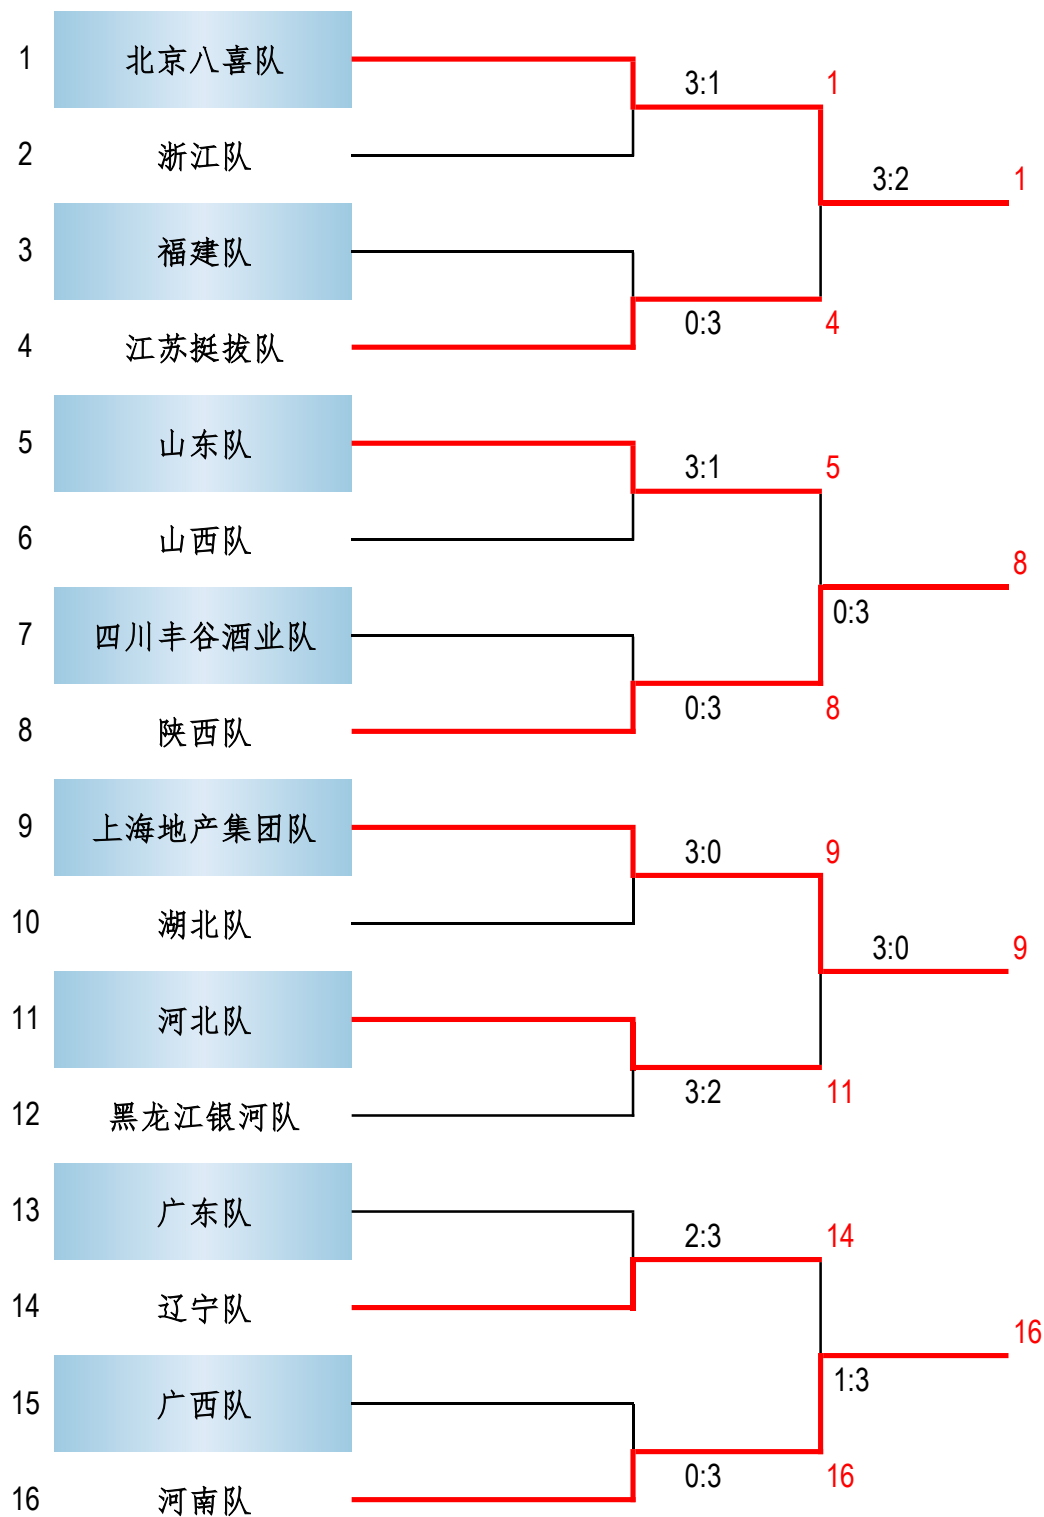 1 北京八喜队
3:1 1
2 浙江队
3:2 1
3 福建队
0:3 4
4 江苏挺拔队
5 山东队
3:1 5
6 山西队
8
0:3
7 四川丰谷酒业队
0:3 8
8 陕西队
9 上海地产集团队
3:0 9
10 湖北队
3:0 9
11 河北队
3:2 11
12 黑龙江银河队
13 广东队
2:3 14
14 辽宁队
16
1:3
15 广西队
0:3 16
16 河南队